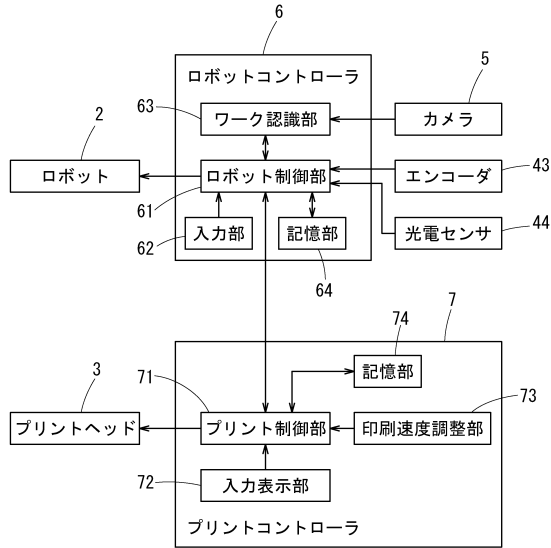 6
ロボットコントローラ
5
63
ワーク認識部
カメラ
2
ロボット
ロボット制御部
エンコーダ
43
61
入力部
記憶部
光電センサ
44
62
64
7
74
記憶部
3
71
73
プリントヘッド
プリント制御部
印刷速度調整部
72
入力表示部
プリントコントローラ